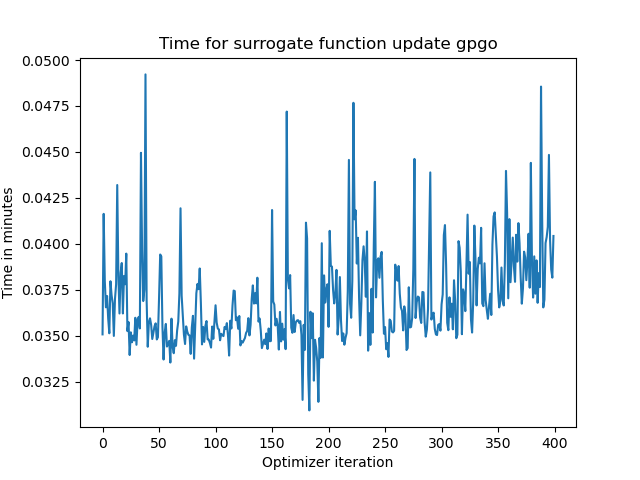 Time for surrogate function update gpgo
0.0500
0.0475
0.0450
0.0425
0.0400
0.0375
0.0350
0.0325
Time in minutes
0 50 100 150 200 250 300 350 400
Optimizer iteration